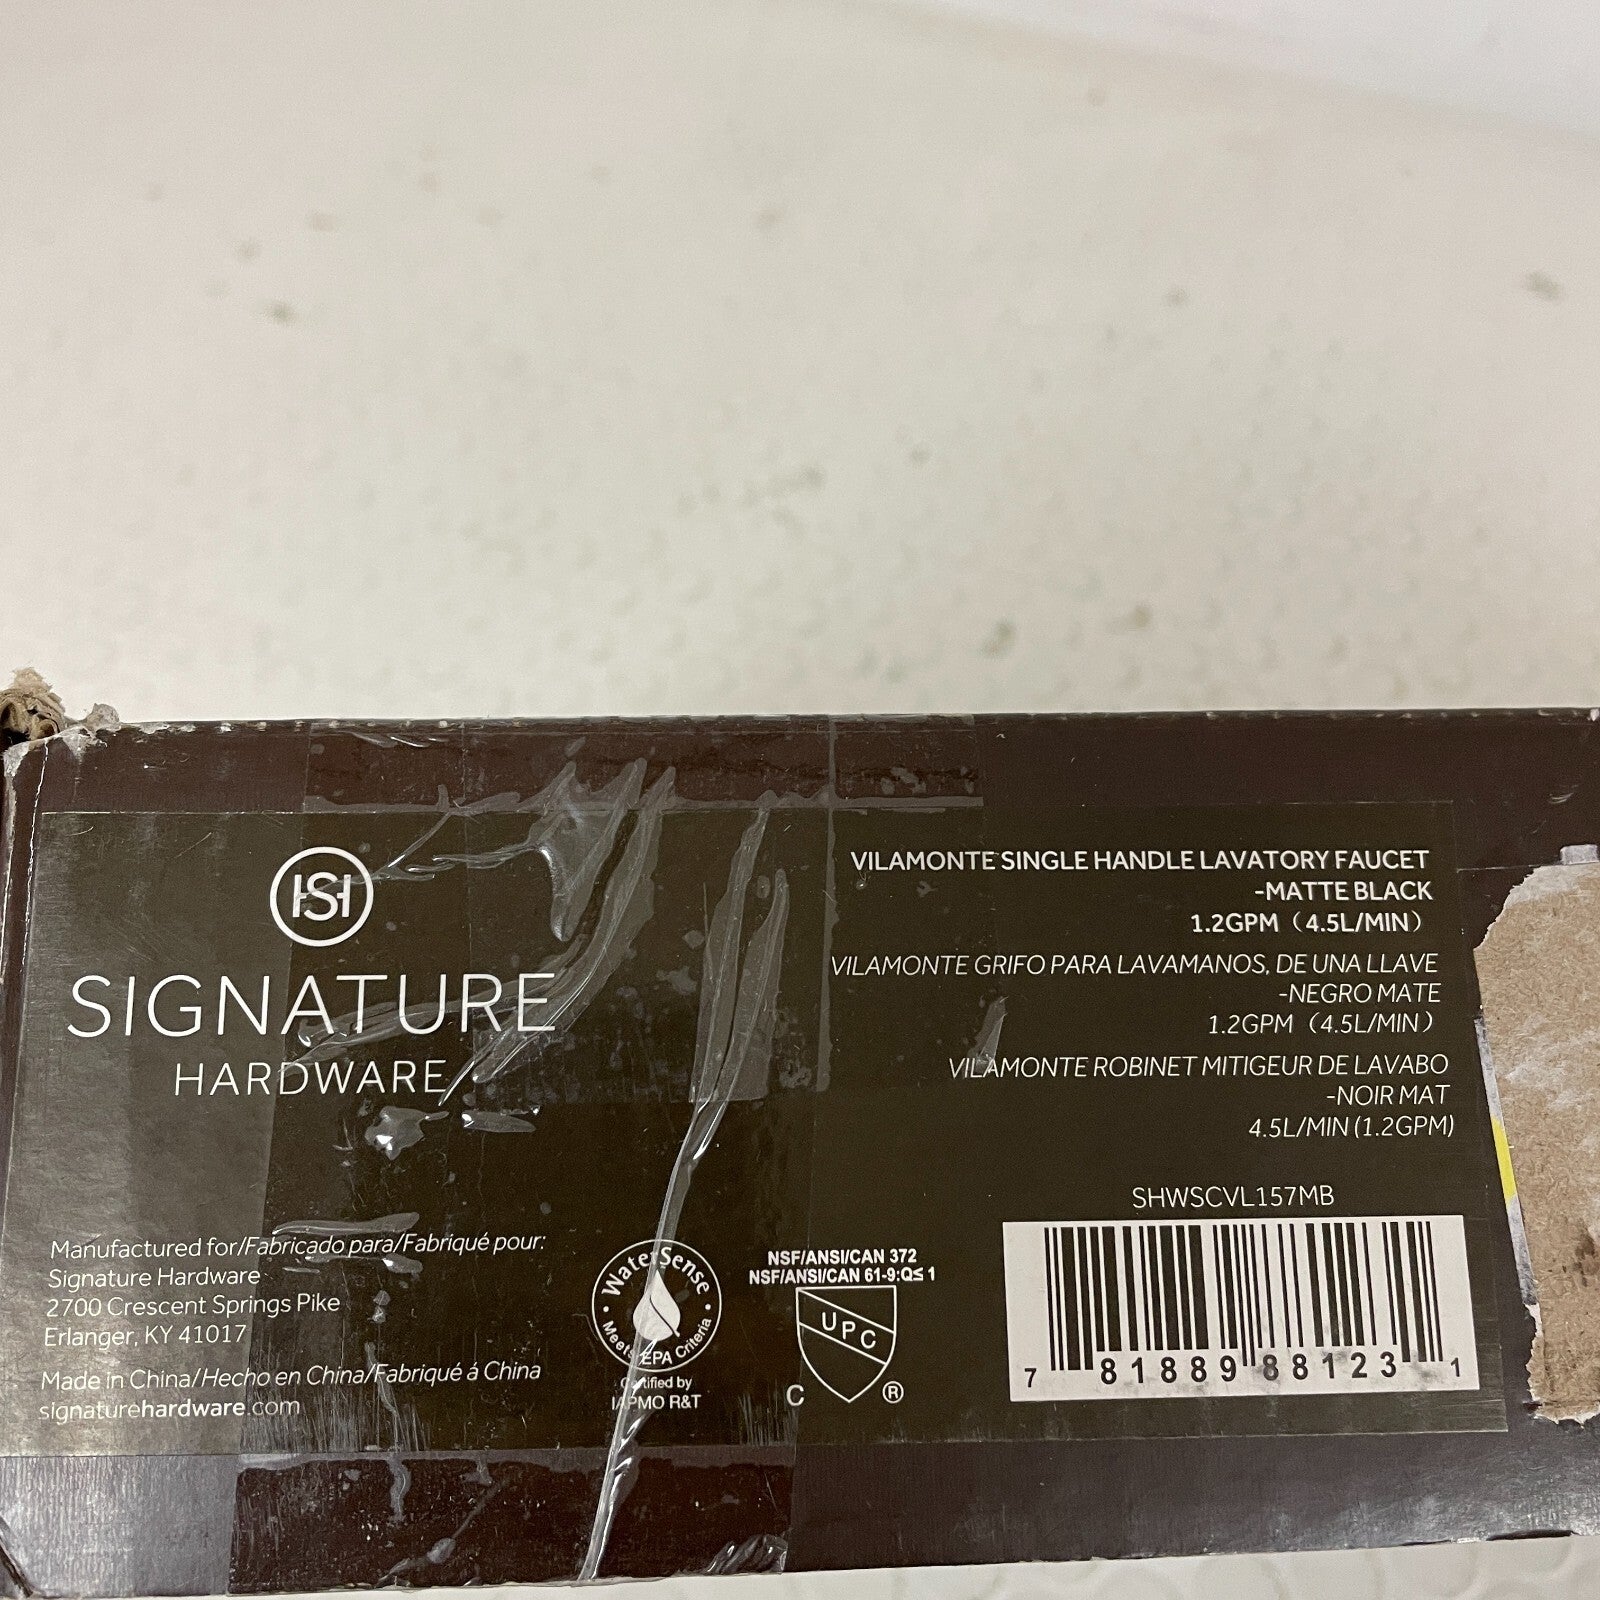 SH
SIGNATURE
HARDWARE
Manufactured for/Fabricado para/Fabriqué pour:
Signature Hardware
2700 Crescent Springs Pike
Erlanger, KY 41017
Made in China/Hecho en China/Fabriqué á China
signaturehardware.com
WaterSense
Meets EPA Criteria
Certified by
IAPMO R&T
NSF/ANSI/CAN 372
NSF/ANSI/CAN 61-9:Q≤ 1
UPC
C ®
VILAMONTE SINGLE HANDLE LAVATORY FAUCET
-MATTE BLACK
1.2GPM（4.5L/MIN）
VILAMONTE GRIFO PARA LAVAMANOS, DE UNA LLAVE
-NEGRO MATE
1.2GPM（4.5L/MIN）
VILAMONTE ROBINET MITIGEUR DE LAVABO
-NOIR MAT
4.5L/MIN (1.2GPM)
SHWSCVL157MB
7 81889 88123 1